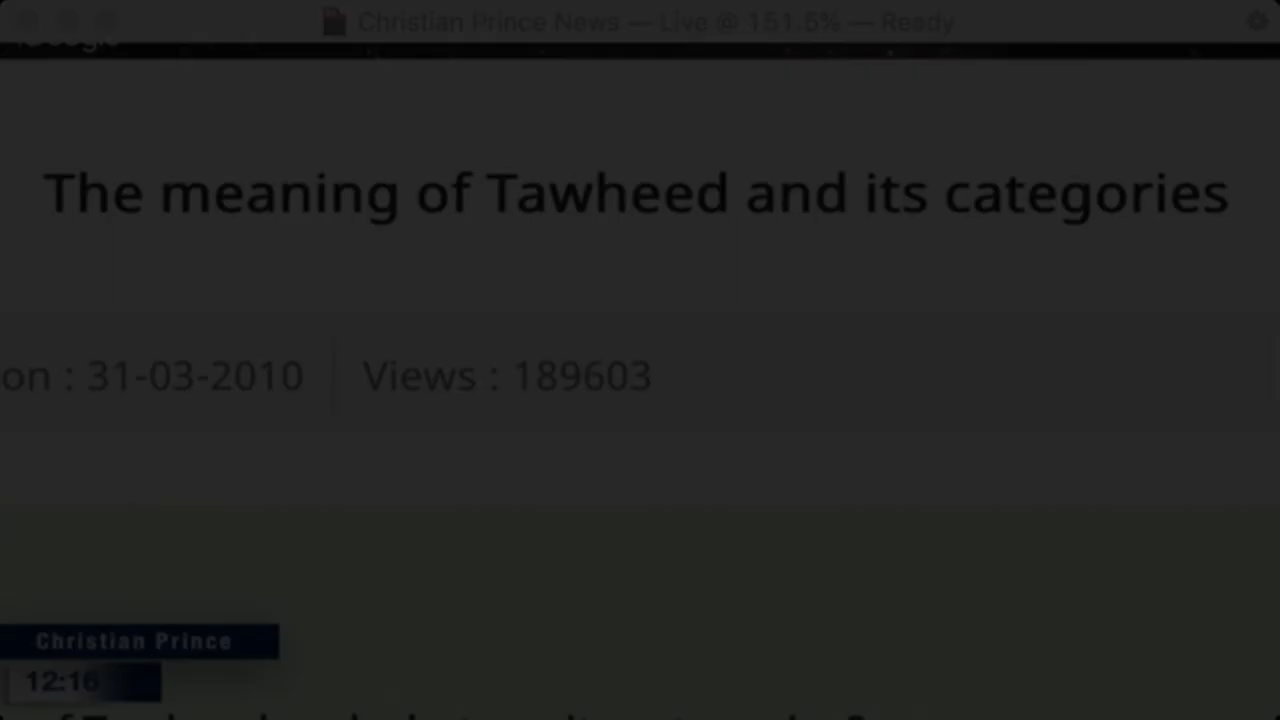 Christian Prince News — Live @ 151.5% — Ready
The meaning of Tawheed and its categories
on : 31-03-2010 Views : 189603
Christian Prince
12:16